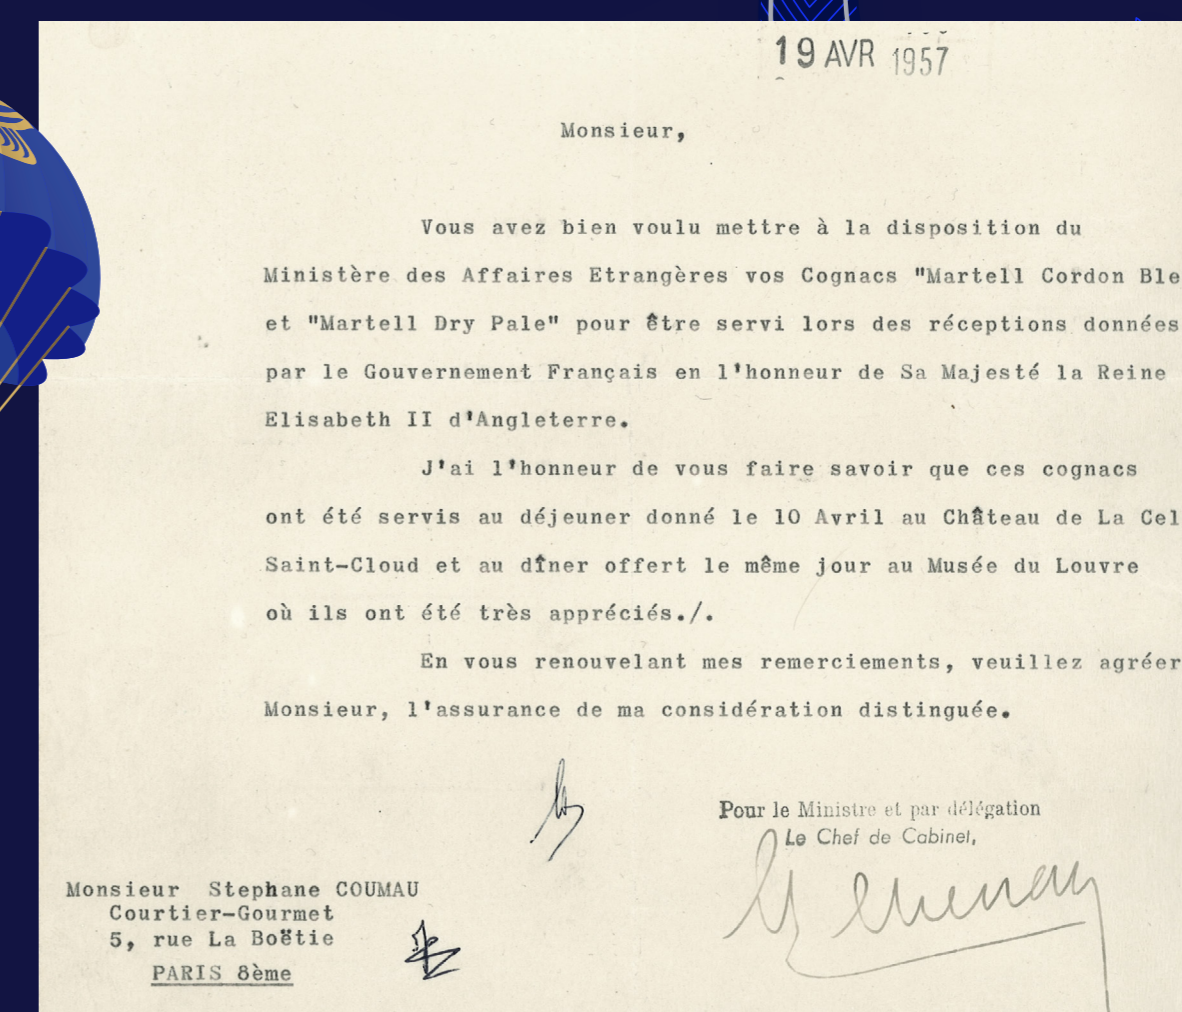 19 AVR 1957
Monsieur,
Vous avez bien voulu mettre à la disposition du
Ministère des Affaires Etrangères vos Cognacs "Martell Cordon Ble
et "Martell Dry Pale" pour être servi lors des réceptions données
par le Gouvernement Français en l'honneur de Sa Majesté la Reine
Elisabeth II d'Angleterre.
J'ai l'honneur de vous faire savoir que ces cognacs
ont été servis au déjeuner donné le 10 Avril au Château de La Cel
Saint-Cloud et au dîner offert le même jour au Musée du Louvre
où ils ont été très appréciés./.
En vous renouvelant mes remerciements, veuillez agréer
Monsieur, l'assurance de ma considération distinguée.
Pour le Ministre et par délégation
Le Chef de Cabinet,
Monsieur Stephane COUMAU
Courtier-Gourmet
5, rue La Boëtie
PARIS 8ème